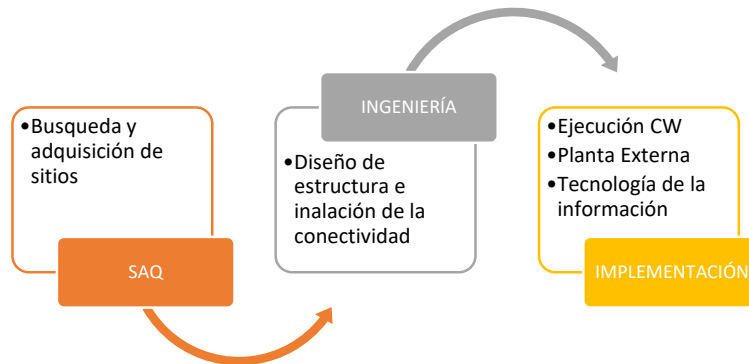 •Busqueda y
adquisición de
sitios
SAQ
INGENIERÍA
•Diseño de
estructura e
inalación de la
conectividad
•Ejecución CW
•Planta Externa
•Tecnología de la
información
IMPLEMENTACIÓN